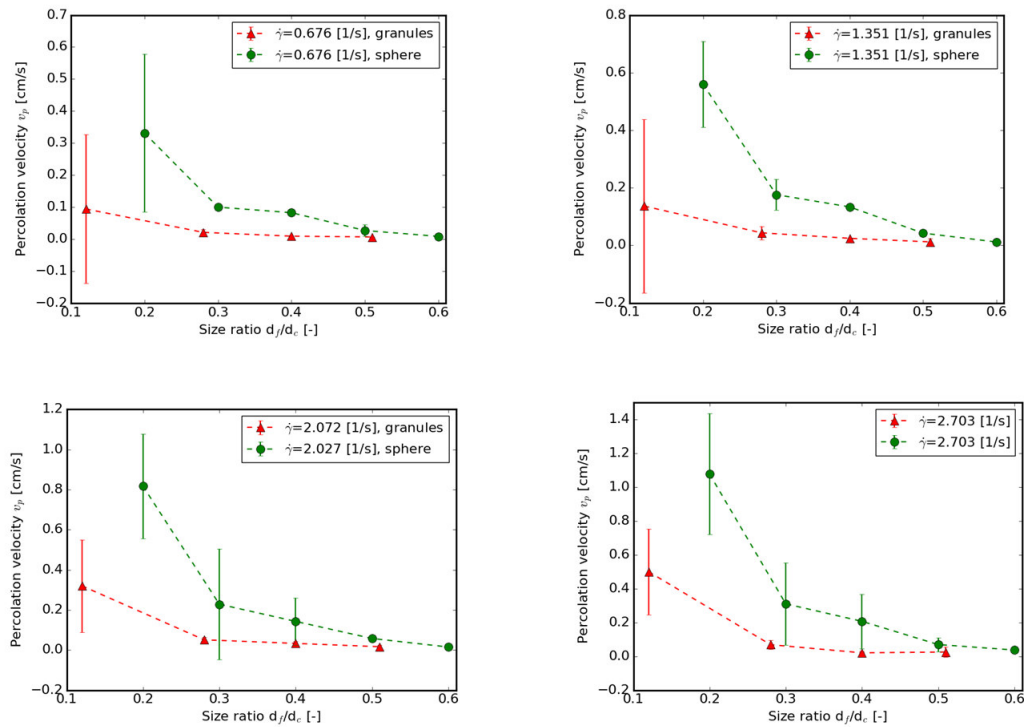 0.7
0.6
0.5
0.4
0.3
0.2
0.1
0.0
−0.1
−0.2
Percolation velocity vₚ [cm/s]
γ̇=0.676 [1/s], granules
γ̇=0.676 [1/s], sphere
0.1 0.2 0.3 0.4 0.5 0.6
Size ratio d_f/d_c [-]
0.8
0.6
0.4
0.2
0.0
−0.2
Percolation velocity vₚ [cm/s]
γ̇=1.351 [1/s], granules
γ̇=1.351 [1/s], sphere
0.1 0.2 0.3 0.4 0.5 0.6
Size ratio d_f/d_c [-]
1.2
1.0
0.8
0.6
0.4
0.2
0.0
−0.2
Percolation velocity vₚ [cm/s]
γ̇=2.072 [1/s], granules
γ̇=2.027 [1/s], sphere
0.1 0.2 0.3 0.4 0.5 0.6
Size ratio d_f/d_c [-]
1.4
1.2
1.0
0.8
0.6
0.4
0.2
0.0
−0.2
Percolation velocity vₚ [cm/s]
γ̇=2.703 [1/s]
γ̇=2.703 [1/s]
0.1 0.2 0.3 0.4 0.5 0.6
Size ratio d_f/d_c [-]